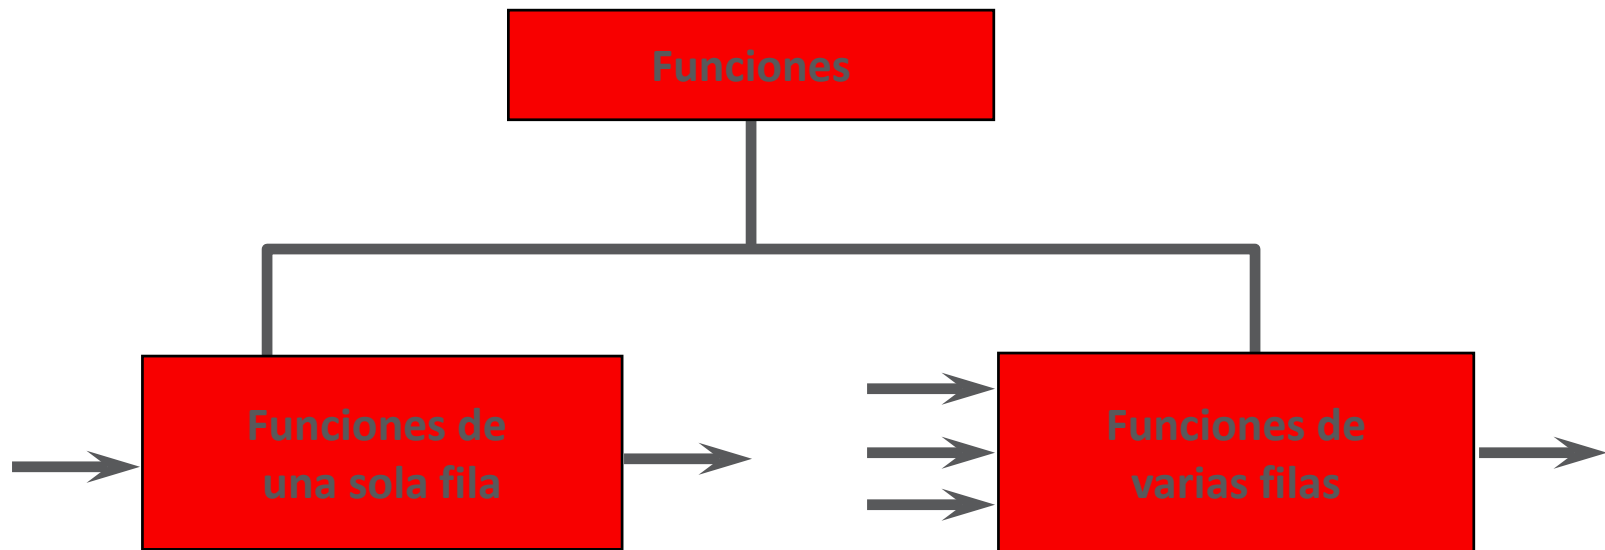 Funciones
Funciones de
una sola fila
Funciones de
varias filas